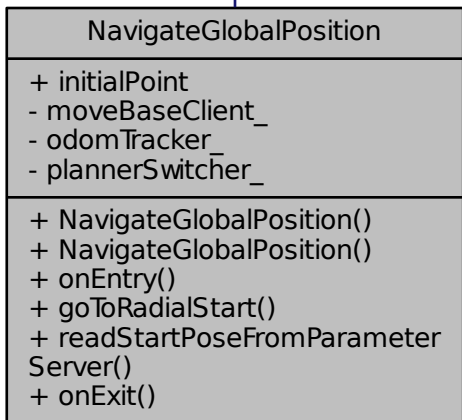 NavigateGlobalPosition
+ initialPoint
- moveBaseClient_
- odomTracker_
- plannerSwitcher_
+ NavigateGlobalPosition()
+ NavigateGlobalPosition()
+ onEntry()
+ goToRadialStart()
+ readStartPoseFromParameter
Server()
+ onExit()